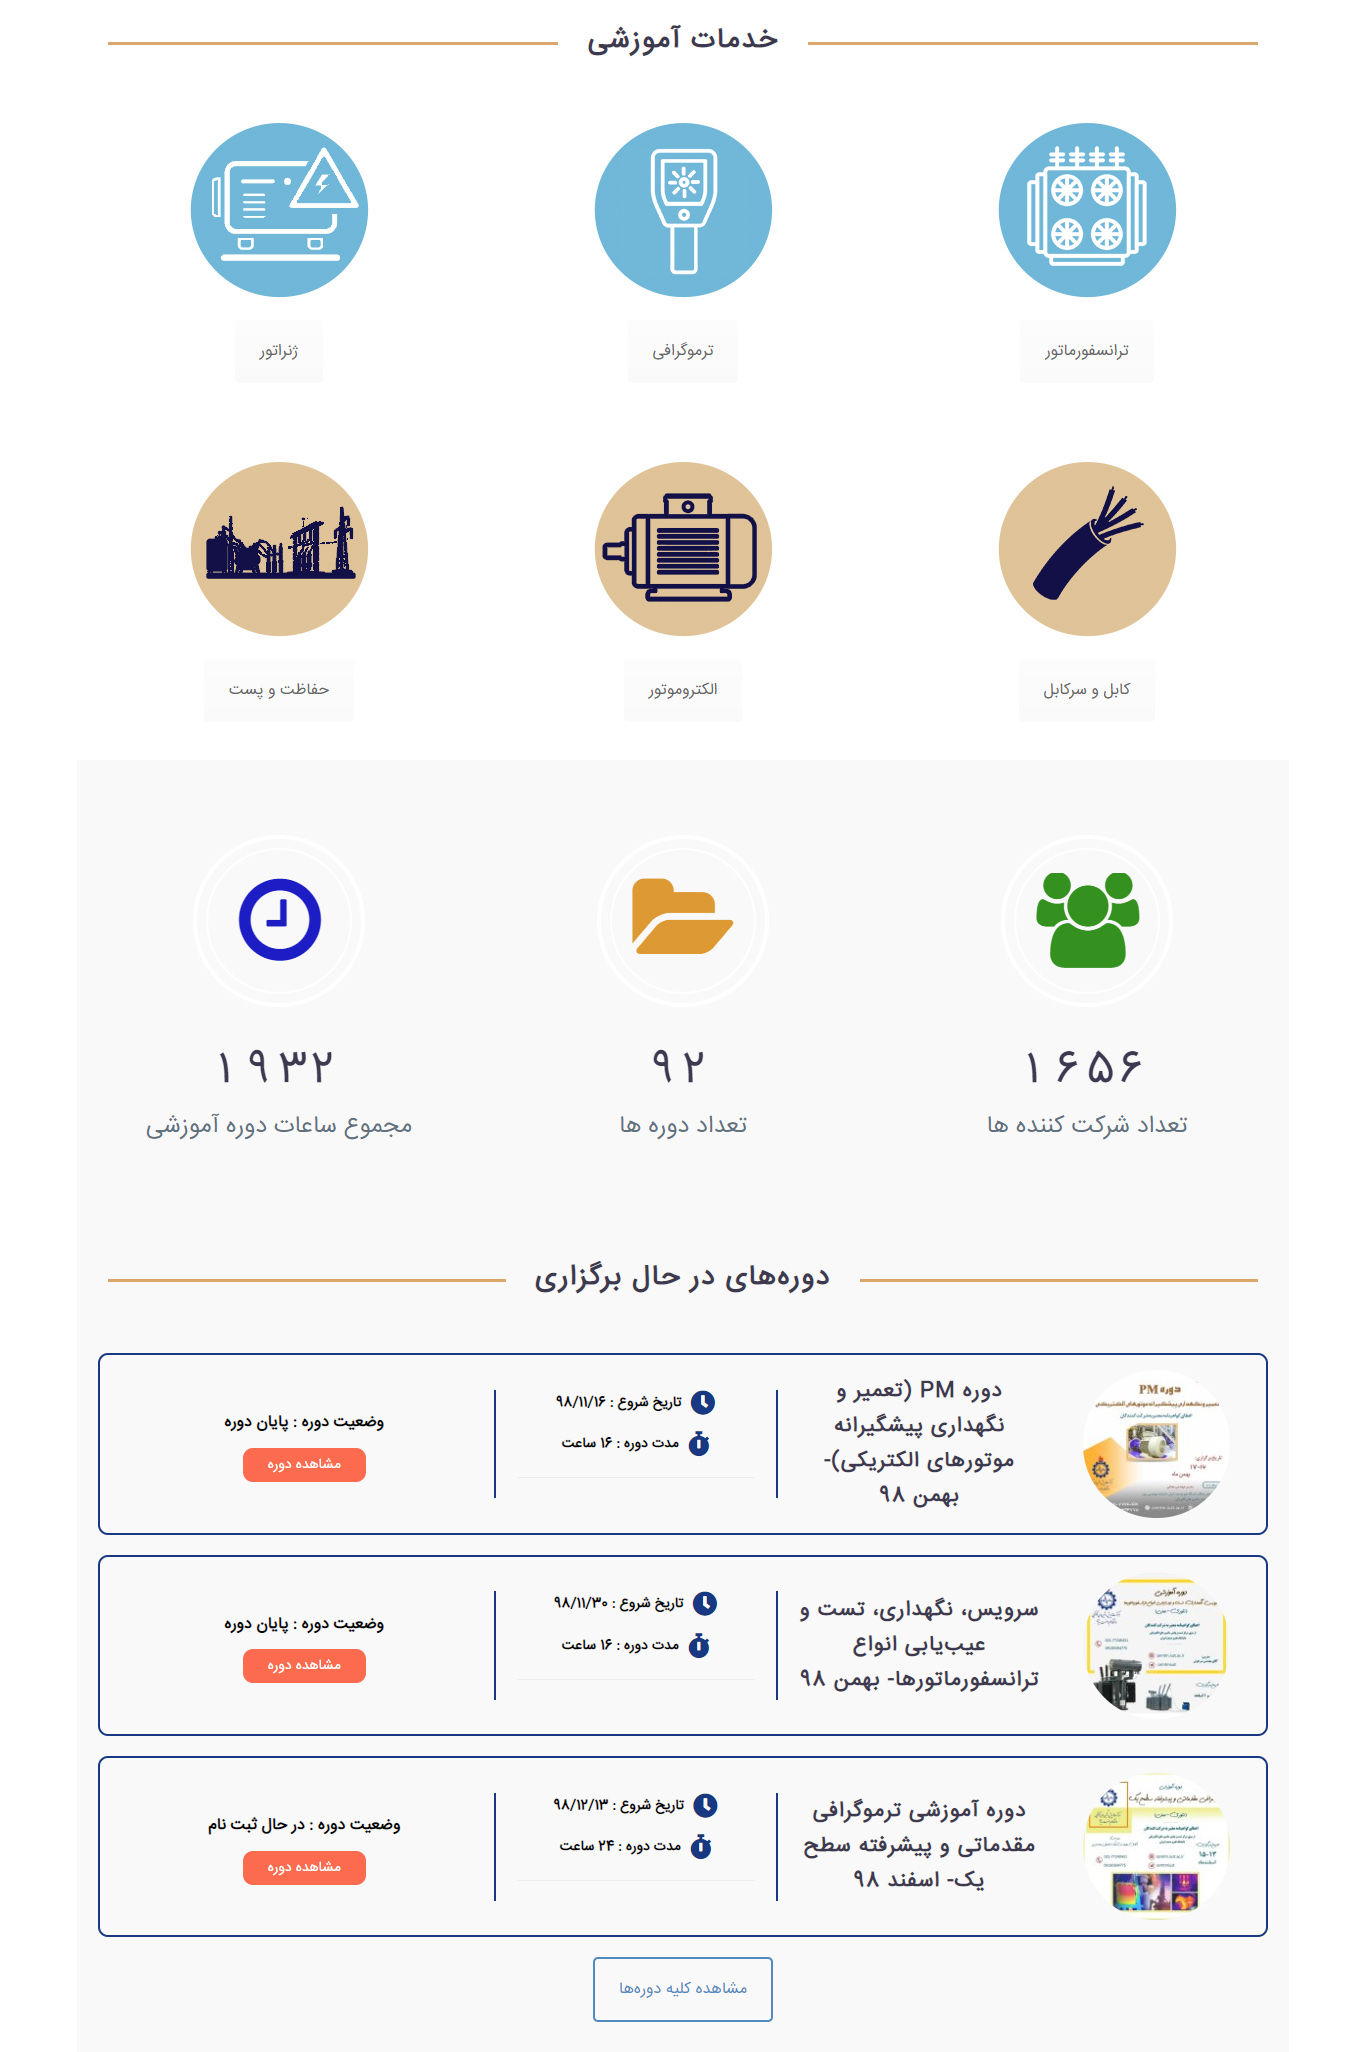 خدمات آموزشی
ترانسفورماتور
ترموگرافی
ژنراتور
کابل و سرکابل
الکتروموتور
حفاظت و پست
۱۶۵۶
تعداد شرکت کننده ها
۹۲
تعداد دوره ها
۱۹۳۲
مجموع ساعات دوره آموزشی
دوره‌های در حال برگزاری
دوره PM
دوره PM (تعمیر و
نگهداری پیشگیرانه
موتورهای الکتریکی)-
بهمن ۹۸
تاریخ شروع : ۹۸/۱۱/۱۶
مدت دوره : ۱۶ ساعت
وضعیت دوره : پایان دوره
مشاهده دوره
سرویس، نگهداری، تست و
عیب‌یابی انواع
ترانسفورماتورها- بهمن ۹۸
تاریخ شروع : ۹۸/۱۱/۳۰
مدت دوره : ۱۶ ساعت
وضعیت دوره : پایان دوره
مشاهده دوره
دوره آموزشی ترموگرافی
مقدماتی و پیشرفته سطح
یک- اسفند ۹۸
تاریخ شروع : ۹۸/۱۲/۱۳
مدت دوره : ۲۴ ساعت
وضعیت دوره : در حال ثبت نام
مشاهده دوره
مشاهده کلیه دوره‌ها